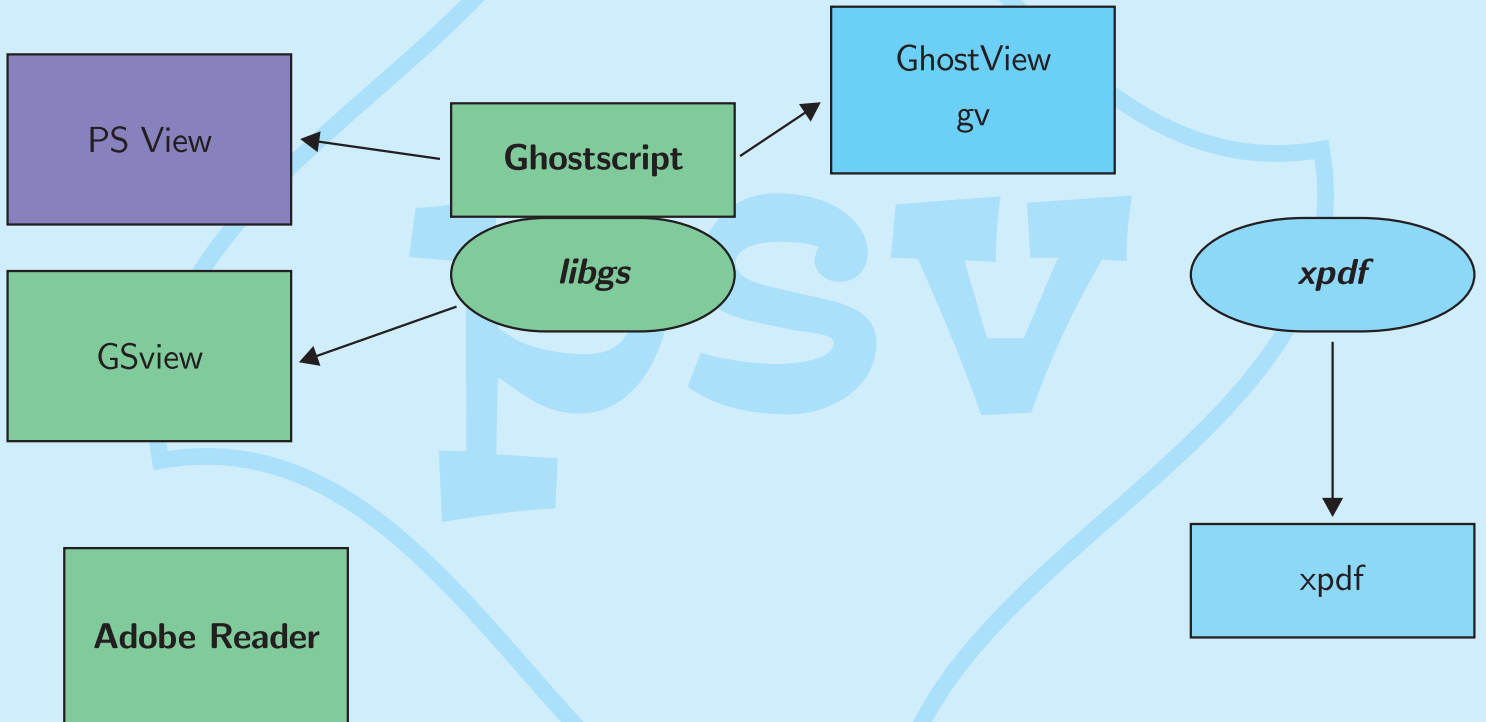 GhostView
gv
PS View
Ghostscript
libgs
xpdf
GSview
xpdf
Adobe Reader
psv